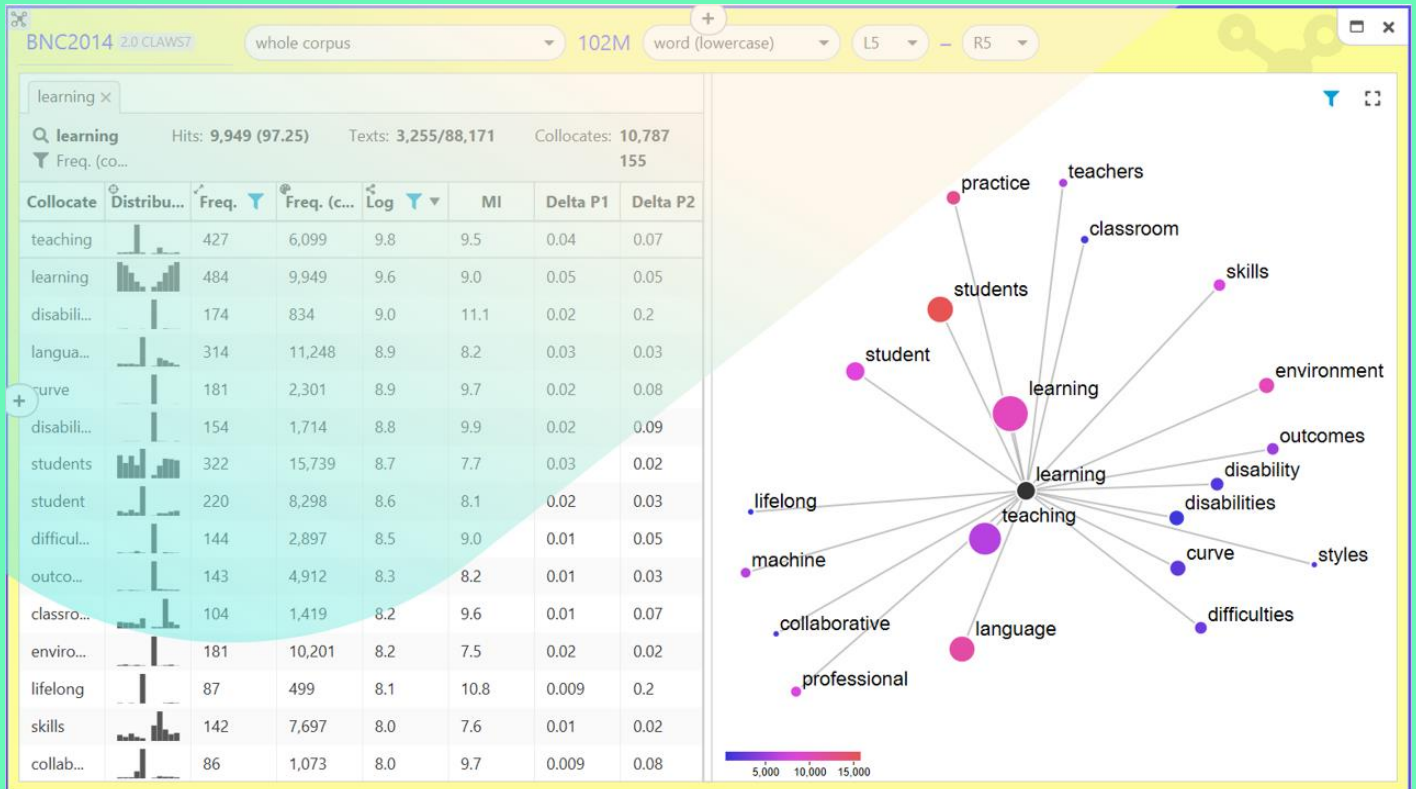 BNC2014 2.0 CLAWS7 whole corpus 102M word (lowercase) L5 – R5
learning ×
learning Hits: 9,949 (97.25) Texts: 3,255/88,171 Collocates: 10,787
Freq. (co... 155
Collocate Distribu... Freq. Freq. (c... Log MI Delta P1 Delta P2
teaching 427 6,099 9.8 9.5 0.04 0.07
learning 484 9,949 9.6 9.0 0.05 0.05
disabili... 174 834 9.0 11.1 0.02 0.2
langua... 314 11,248 8.9 8.2 0.03 0.03
curve 181 2,301 8.9 9.7 0.02 0.08
disabili... 154 1,714 8.8 9.9 0.02 0.09
students 322 15,739 8.7 7.7 0.03 0.02
student 220 8,298 8.6 8.1 0.02 0.03
difficul... 144 2,897 8.5 9.0 0.01 0.05
outco... 143 4,912 8.3 8.2 0.01 0.03
classro... 104 1,419 8.2 9.6 0.01 0.07
enviro... 181 10,201 8.2 7.5 0.02 0.02
lifelong 87 499 8.1 10.8 0.009 0.2
skills 142 7,697 8.0 7.6 0.01 0.02
collab... 86 1,073 8.0 9.7 0.009 0.08
teachers
practice
classroom
skills
students
student
environment
learning
outcomes
disability
learning
lifelong
disabilities
teaching
curve
styles
machine
difficulties
collaborative
language
professional
5,000 10,000 15,000